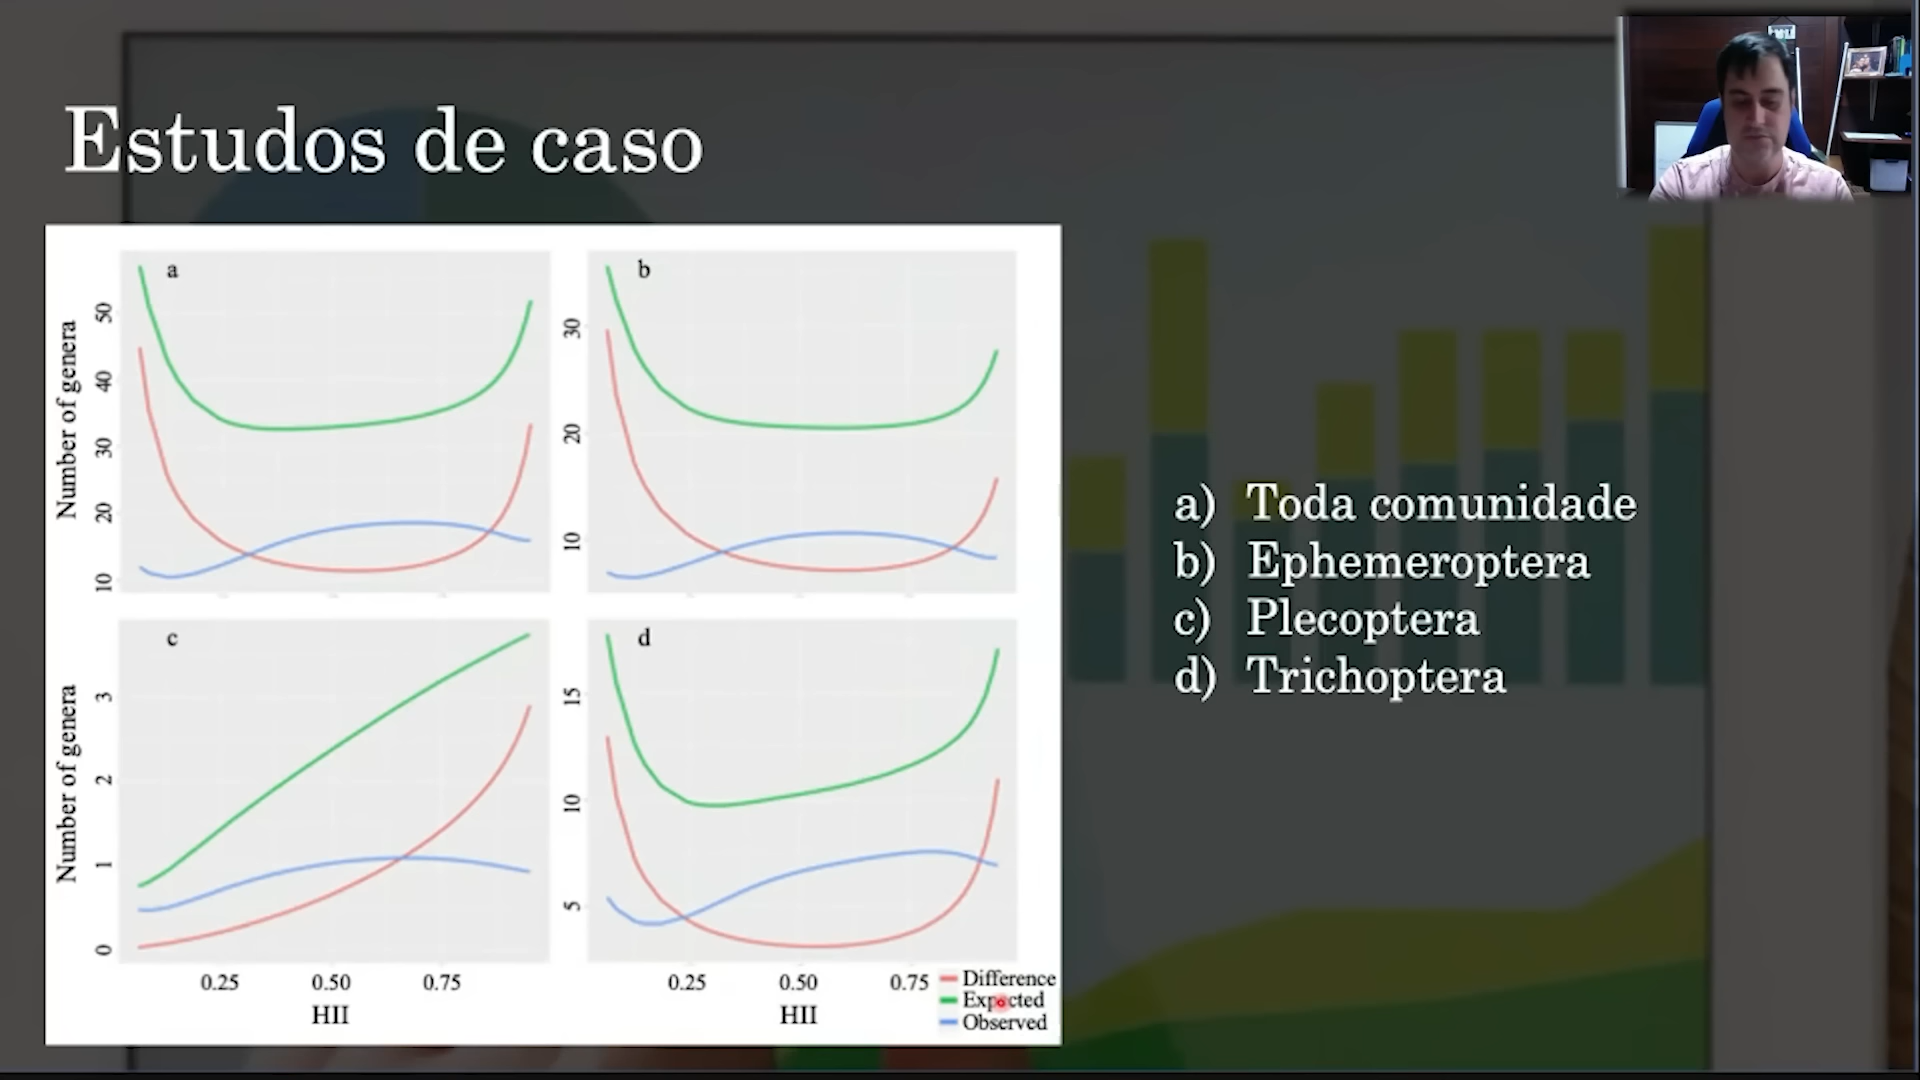 Estudos de caso
a
b
Number of genera
50
40
30
20
10
30
20
10
c
d
Number of genera
3
2
1
0
15
10
5
0.25 0.50 0.75
HII
0.25 0.50 0.75
HII
Difference
Expected
Observed
a) Toda comunidade
b) Ephemeroptera
c) Plecoptera
d) Trichoptera